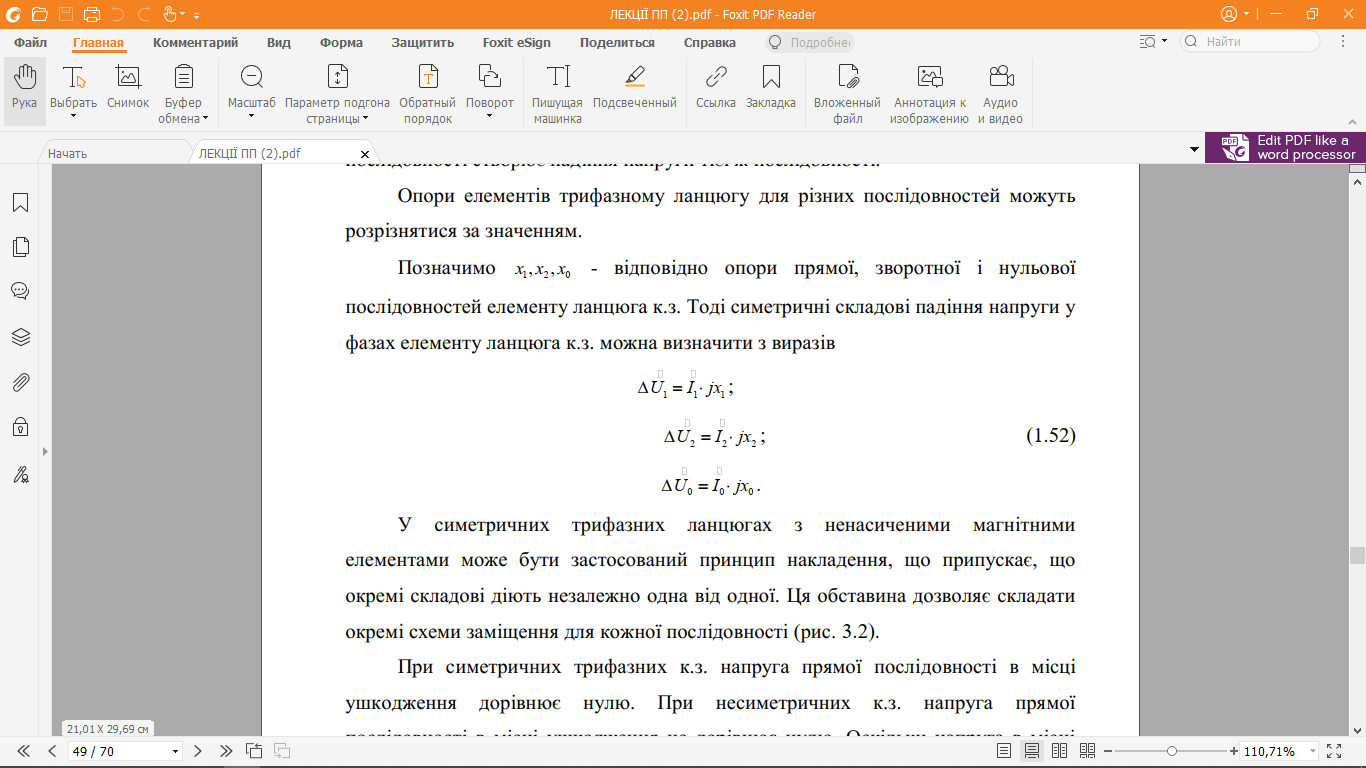 ЛЕКЦІЇ ПП (2).pdf - Foxit PDF Reader
Файл Главная Комментарий Вид Форма Защитить Foxit eSign Поделиться Справка Подробнее Найти
Рука Выбрать Снимок Буфер обмена Масштаб Параметр подгона страницы Обратный порядок Поворот Пишущая машинка Подсвеченный Ссылка Закладка Вложенный файл Аннотация к изображению Аудио и видео
Начать ЛЕКЦІЇ ПП (2).pdf
Edit PDF like a
word processor
Опори елементів трифазному ланцюгу для різних послідовностей можуть
розрізнятися за значенням.
Позначимо x₁, x₂, x₀ - відповідно опори прямої, зворотної і нульової
послідовностей елементу ланцюга к.з. Тоді симетричні складові падіння напруги у
фазах елементу ланцюга к.з. можна визначити з виразів
ΔU₁ = I₁· jx₁;
ΔU₂ = I₂· jx₂; (1.52)
ΔU₀ = I₀· jx₀.
У симетричних трифазних ланцюгах з ненасиченими магнітними
елементами може бути застосований принцип накладення, що припускає, що
окремі складові діють незалежно одна від одної. Ця обставина дозволяє складати
окремі схеми заміщення для кожної послідовності (рис. 3.2).
При симетричних трифазних к.з. напруга прямої послідовності в місці
ушкодження дорівнює нулю. При несиметричних к.з. напруга прямої
21,01 X 29,69 см
49 / 70
110,71%